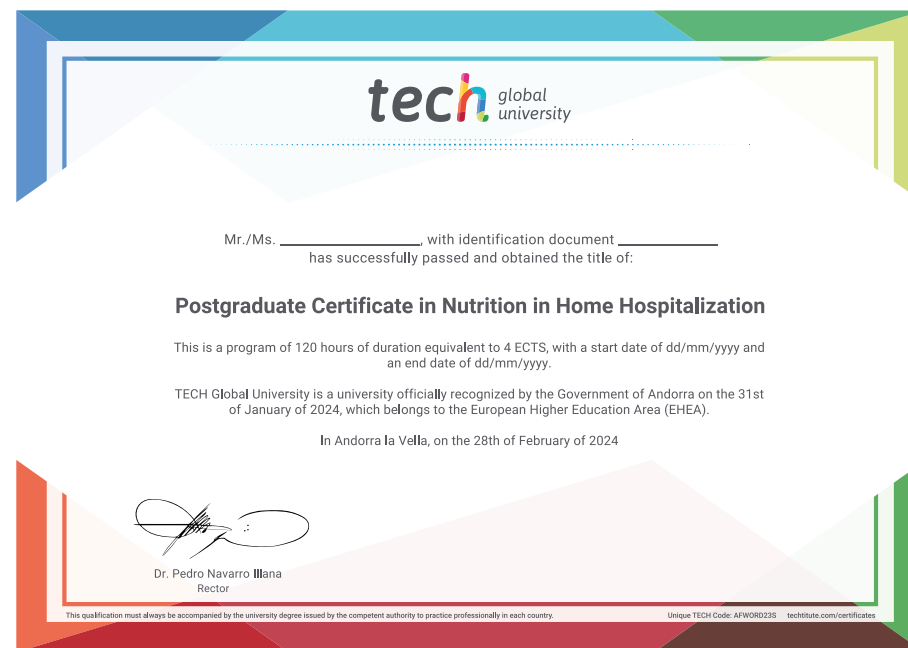 tech global university
Mr./Ms. ____________, with identification document ____________
has successfully passed and obtained the title of:
Postgraduate Certificate in Nutrition in Home Hospitalization
This is a program of 120 hours of duration equivalent to 4 ECTS, with a start date of dd/mm/yyyy and
an end date of dd/mm/yyyy.
TECH Global University is a university officially recognized by the Government of Andorra on the 31st
of January of 2024, which belongs to the European Higher Education Area (EHEA).
In Andorra la Vella, on the 28th of February of 2024
Dr. Pedro Navarro Illana
Rector
This qualification must always be accompanied by the university degree issued by the competent authority to practice professionally in each country.
Unique TECH Code: AFWORD23S techtitute.com/certificates